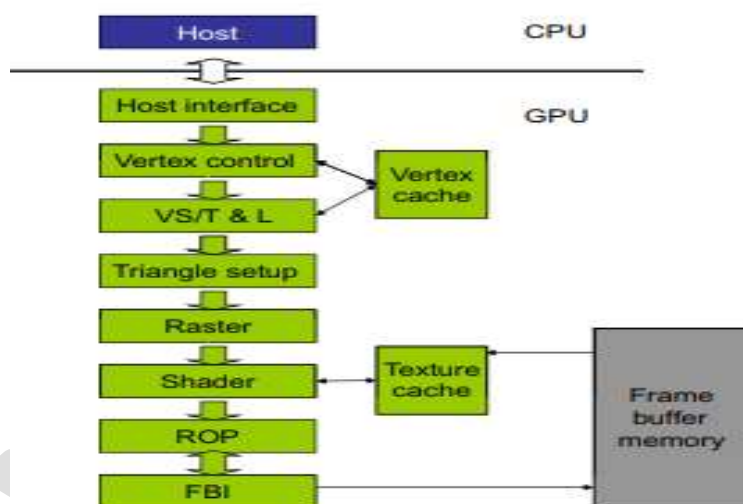 Host
CPU
Host interface
GPU
Vertex control
Vertex
cache
VS/T & L
Triangle setup
Raster
Shader
Texture
cache
Frame
buffer
memory
ROP
FBI